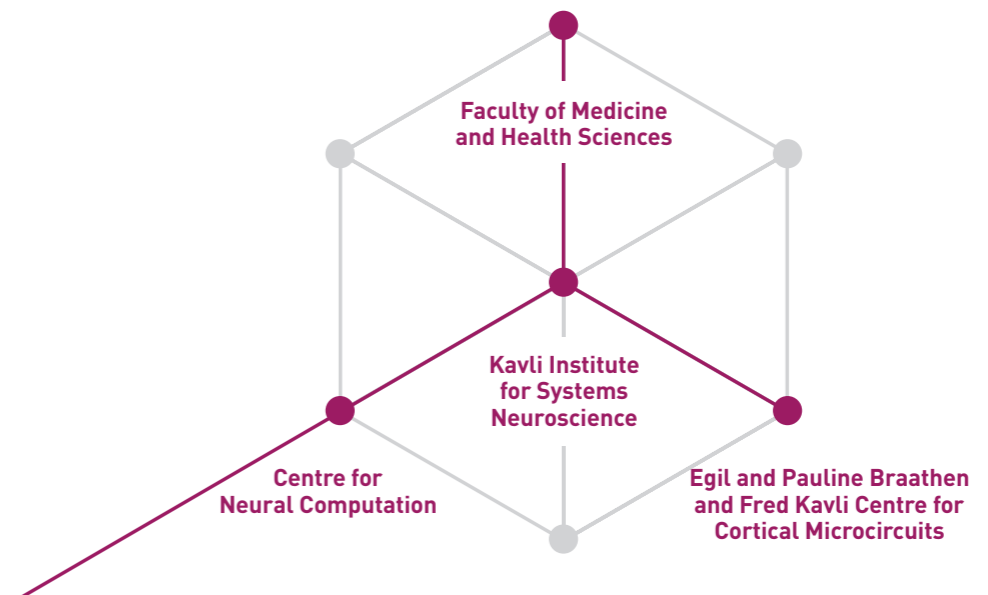 Faculty of Medicine
and Health Sciences
Kavli Institute
for Systems
Neuroscience
Centre for
Neural Computation
Egil and Pauline Braathen
and Fred Kavli Centre for
Cortical Microcircuits